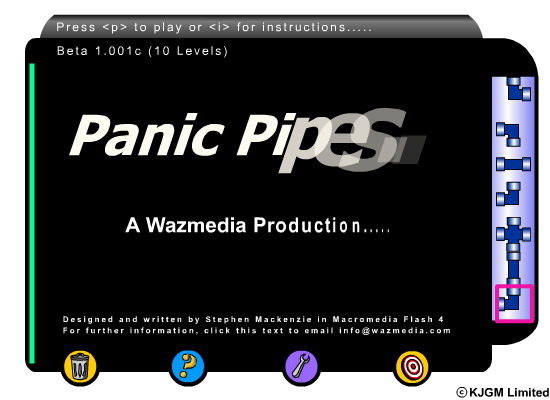 Press <p> to play or <i> for instructions.....
Beta 1.001c (10 Levels)
Panic Pipes
A Wazmedia Production.....
Designed and written by Stephen Mackenzie in Macromedia Flash 4
For further information, click this text to email info@wazmedia.com
©KJGM Limited